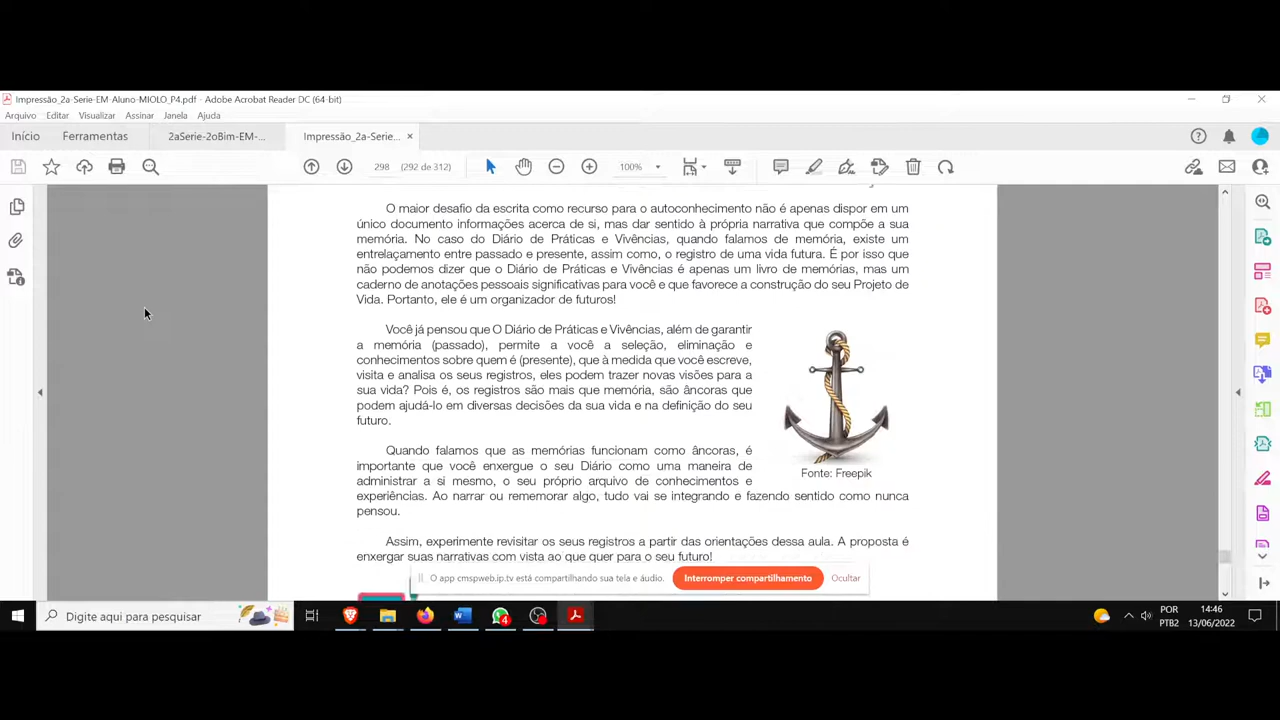 Impressão_2a-Serie-EM-Aluno-MIOLO_P4.pdf - Adobe Acrobat Reader DC (64-bit)
Arquivo Editar Visualizar Assinar Janela Ajuda
Início Ferramentas 2aSerie-2oBim-EM-... Impressão_2a-Serie...
298 (292 de 312) 100%
O maior desafio da escrita como recurso para o autoconhecimento não é apenas dispor em um
único documento informações acerca de si, mas dar sentido à própria narrativa que compõe a sua
memória. No caso do Diário de Práticas e Vivências, quando falamos de memória, existe um
entrelaçamento entre passado e presente, assim como, o registro de uma vida futura. É por isso que
não podemos dizer que o Diário de Práticas e Vivências é apenas um livro de memórias, mas um
caderno de anotações pessoais significativas para você e que favorece a construção do seu Projeto de
Vida. Portanto, ele é um organizador de futuros!
Você já pensou que O Diário de Práticas e Vivências, além de garantir
a memória (passado), permite a você a seleção, eliminação e
conhecimentos sobre quem é (presente), que à medida que você escreve,
visita e analisa os seus registros, eles podem trazer novas visões para a
sua vida? Pois é, os registros são mais que memória, são âncoras que
podem ajudá-lo em diversas decisões da sua vida e na definição do seu
futuro.
Quando falamos que as memórias funcionam como âncoras, é
importante que você enxergue o seu Diário como uma maneira de
administrar a si mesmo, o seu próprio arquivo de conhecimentos e
experiências. Ao narrar ou rememorar algo, tudo vai se integrando e fazendo sentido como nunca
pensou.
Fonte: Freepik
Assim, experimente revisitar os seus registros a partir das orientações dessa aula. A proposta é
enxergar suas narrativas com vista ao que quer para o seu futuro!
O app cmspweb.ip.tv está compartilhando sua tela e áudio. Interromper compartilhamento Ocultar
Digite aqui para pesquisar
4
POR
PTB2
14:46
13/06/2022